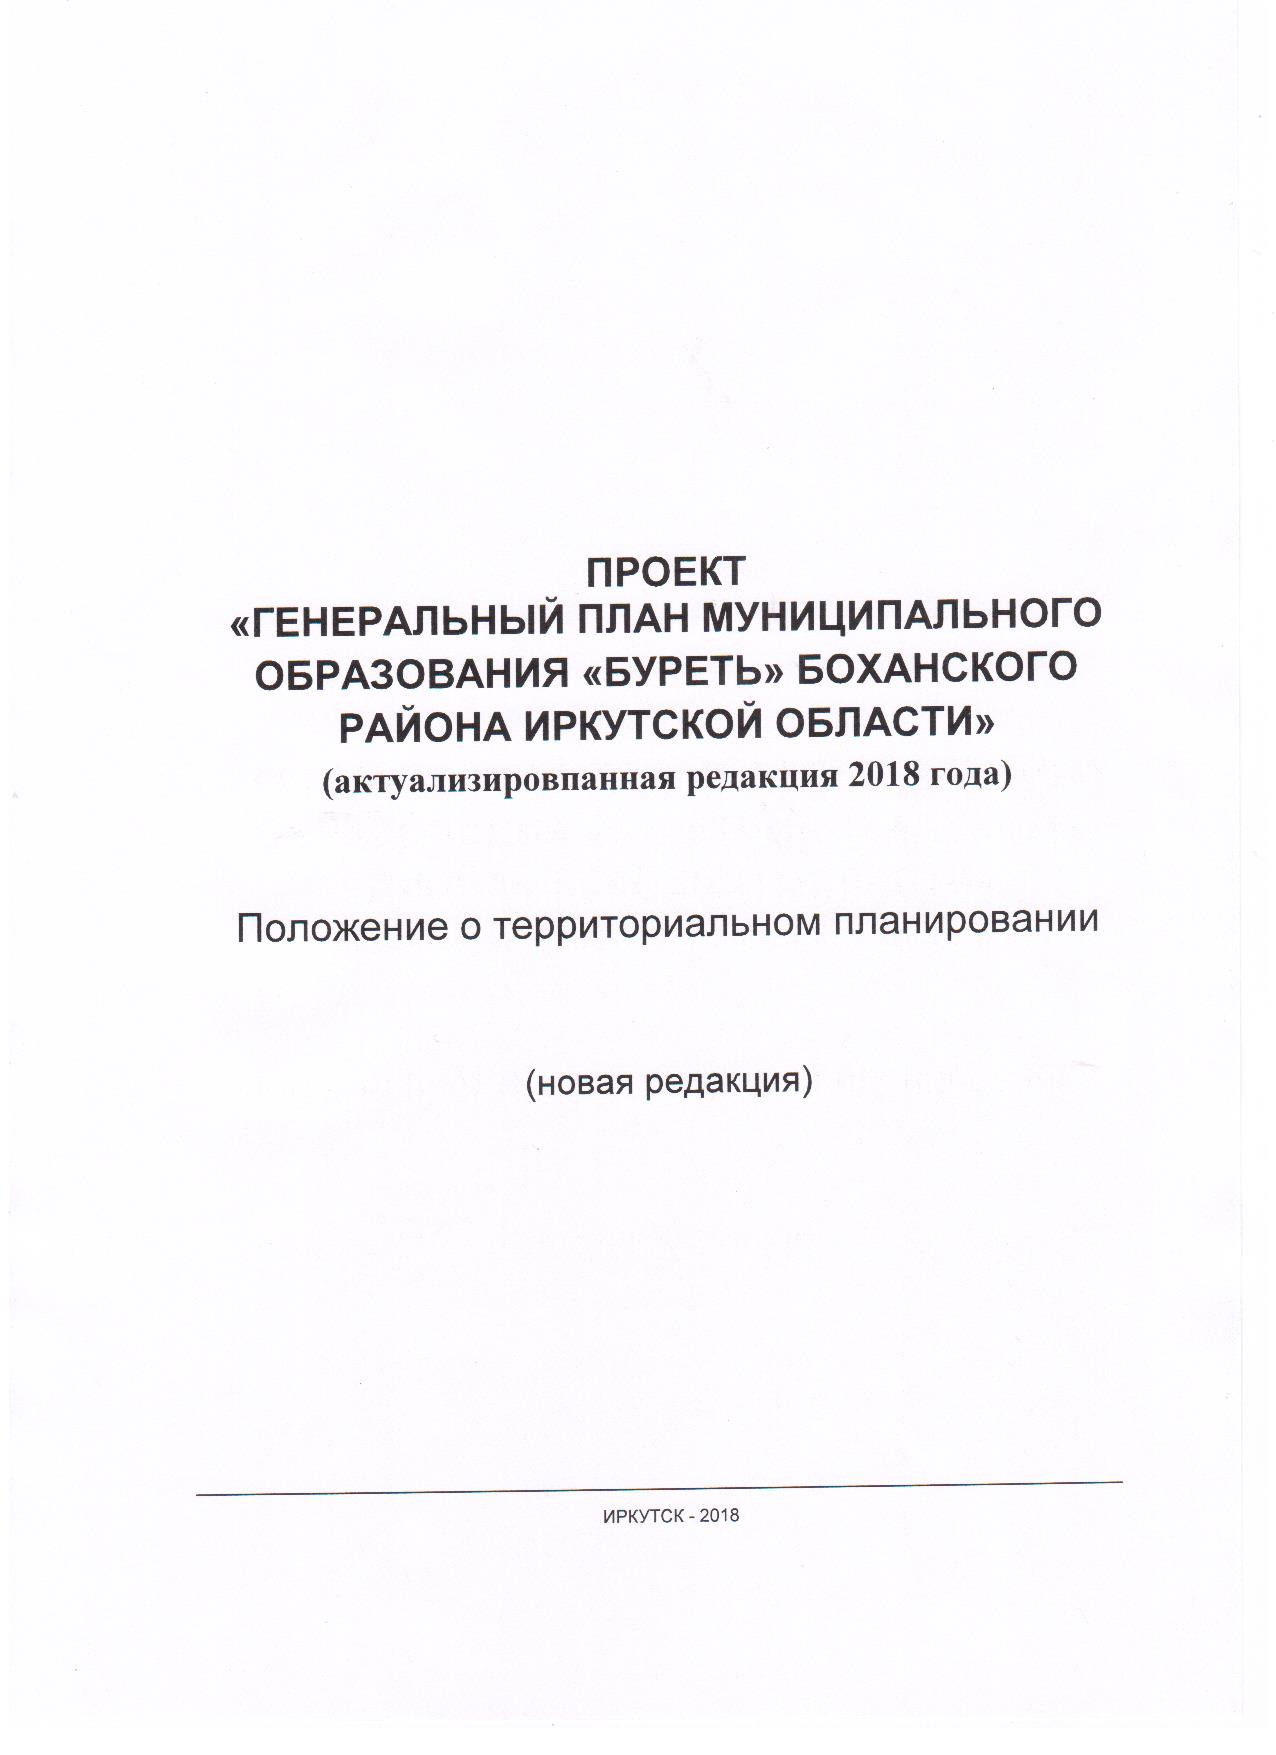 ПРОЕКТ
«ГЕНЕРАЛЬНЫЙ ПЛАН МУНИЦИПАЛЬНОГО
ОБРАЗОВАНИЯ «БУРЕТЬ» БОХАНСКОГО
РАЙОНА ИРКУТСКОЙ ОБЛАСТИ»
(актуализировпанная редакция 2018 года)
Положение о территориальном планировании
(новая редакция)
ИРКУТСК - 2018